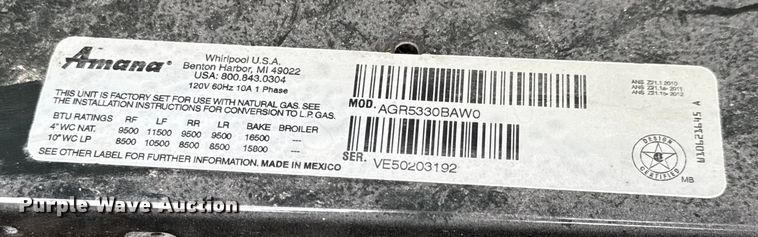 Amana
Whirlpool U.S.A.
Benton Harbor, MI 49022
USA: 800.843.0304
120V 60Hz 10A 1 Phase
THIS UNIT IS FACTORY SET FOR USE WITH NATURAL GAS. SEE
THE INSTALLATION INSTRUCTIONS FOR CONVERSION TO L.P. GAS.
BTU RATINGS RF LF RR LR BAKE BROILER
4" WC NAT. 9500 11500 9500 9500 16500
10" WC LP 8500 10500 8500 8500 15800
SEE OTHER LABEL FOR FURTHER INFORMATION. MADE IN MEXICO
MOD. AGR5330BAW0
SER. VE50203192
ANS Z21.1 2010
ANS Z21.1a- 2011
ANS Z21.1b- 2012
DESIGN
CERTIFIED
MB
W10621645 A
Purple Wave Auction